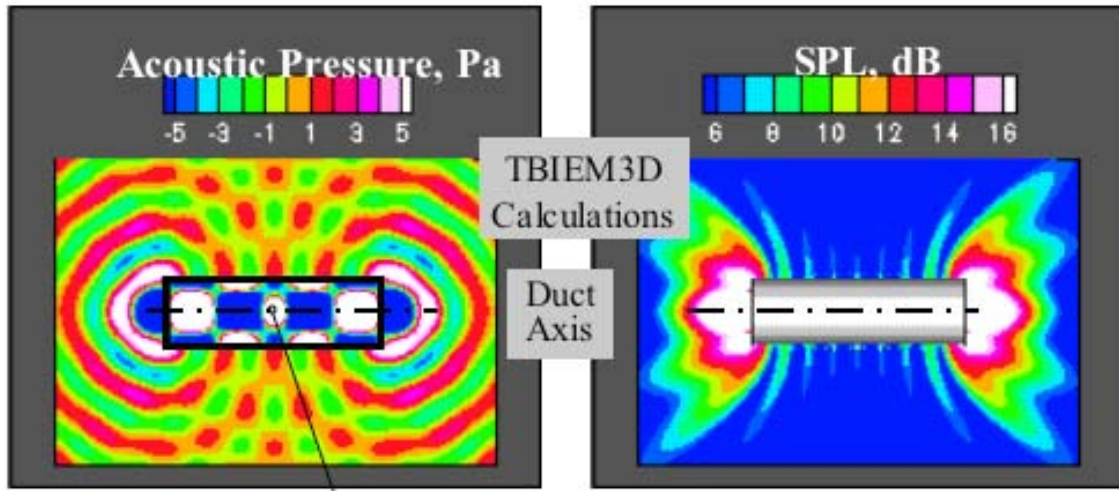 Acoustic Pressure, Pa
-5 -3 -1 1 3 5
SPL, dB
6 8 10 12 14 16
TBIEM3D
Calculations
Duct
Axis